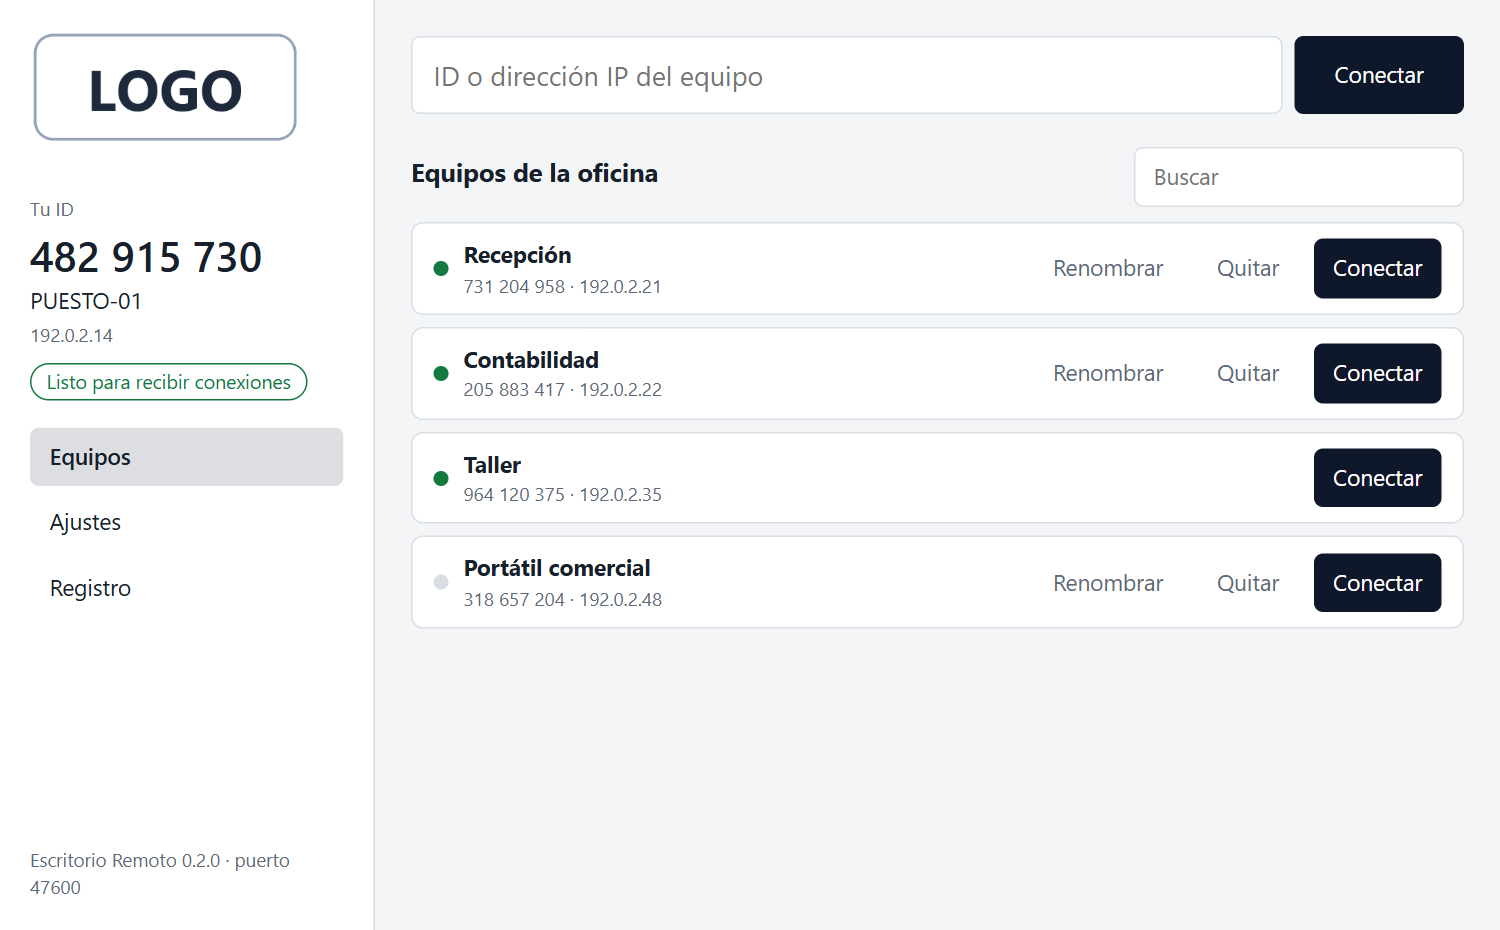 LOGO
Tu ID
482 915 730
PUESTO-01
192.0.2.14
Listo para recibir conexiones
Equipos
Ajustes
Registro
Escritorio Remoto 0.2.0 · puerto
47600
ID o dirección IP del equipo
Conectar
Equipos de la oficina
Buscar
Recepción
731 204 958 · 192.0.2.21
Renombrar
Quitar
Conectar
Contabilidad
205 883 417 · 192.0.2.22
Renombrar
Quitar
Conectar
Taller
964 120 375 · 192.0.2.35
Conectar
Portátil comercial
318 657 204 · 192.0.2.48
Renombrar
Quitar
Conectar